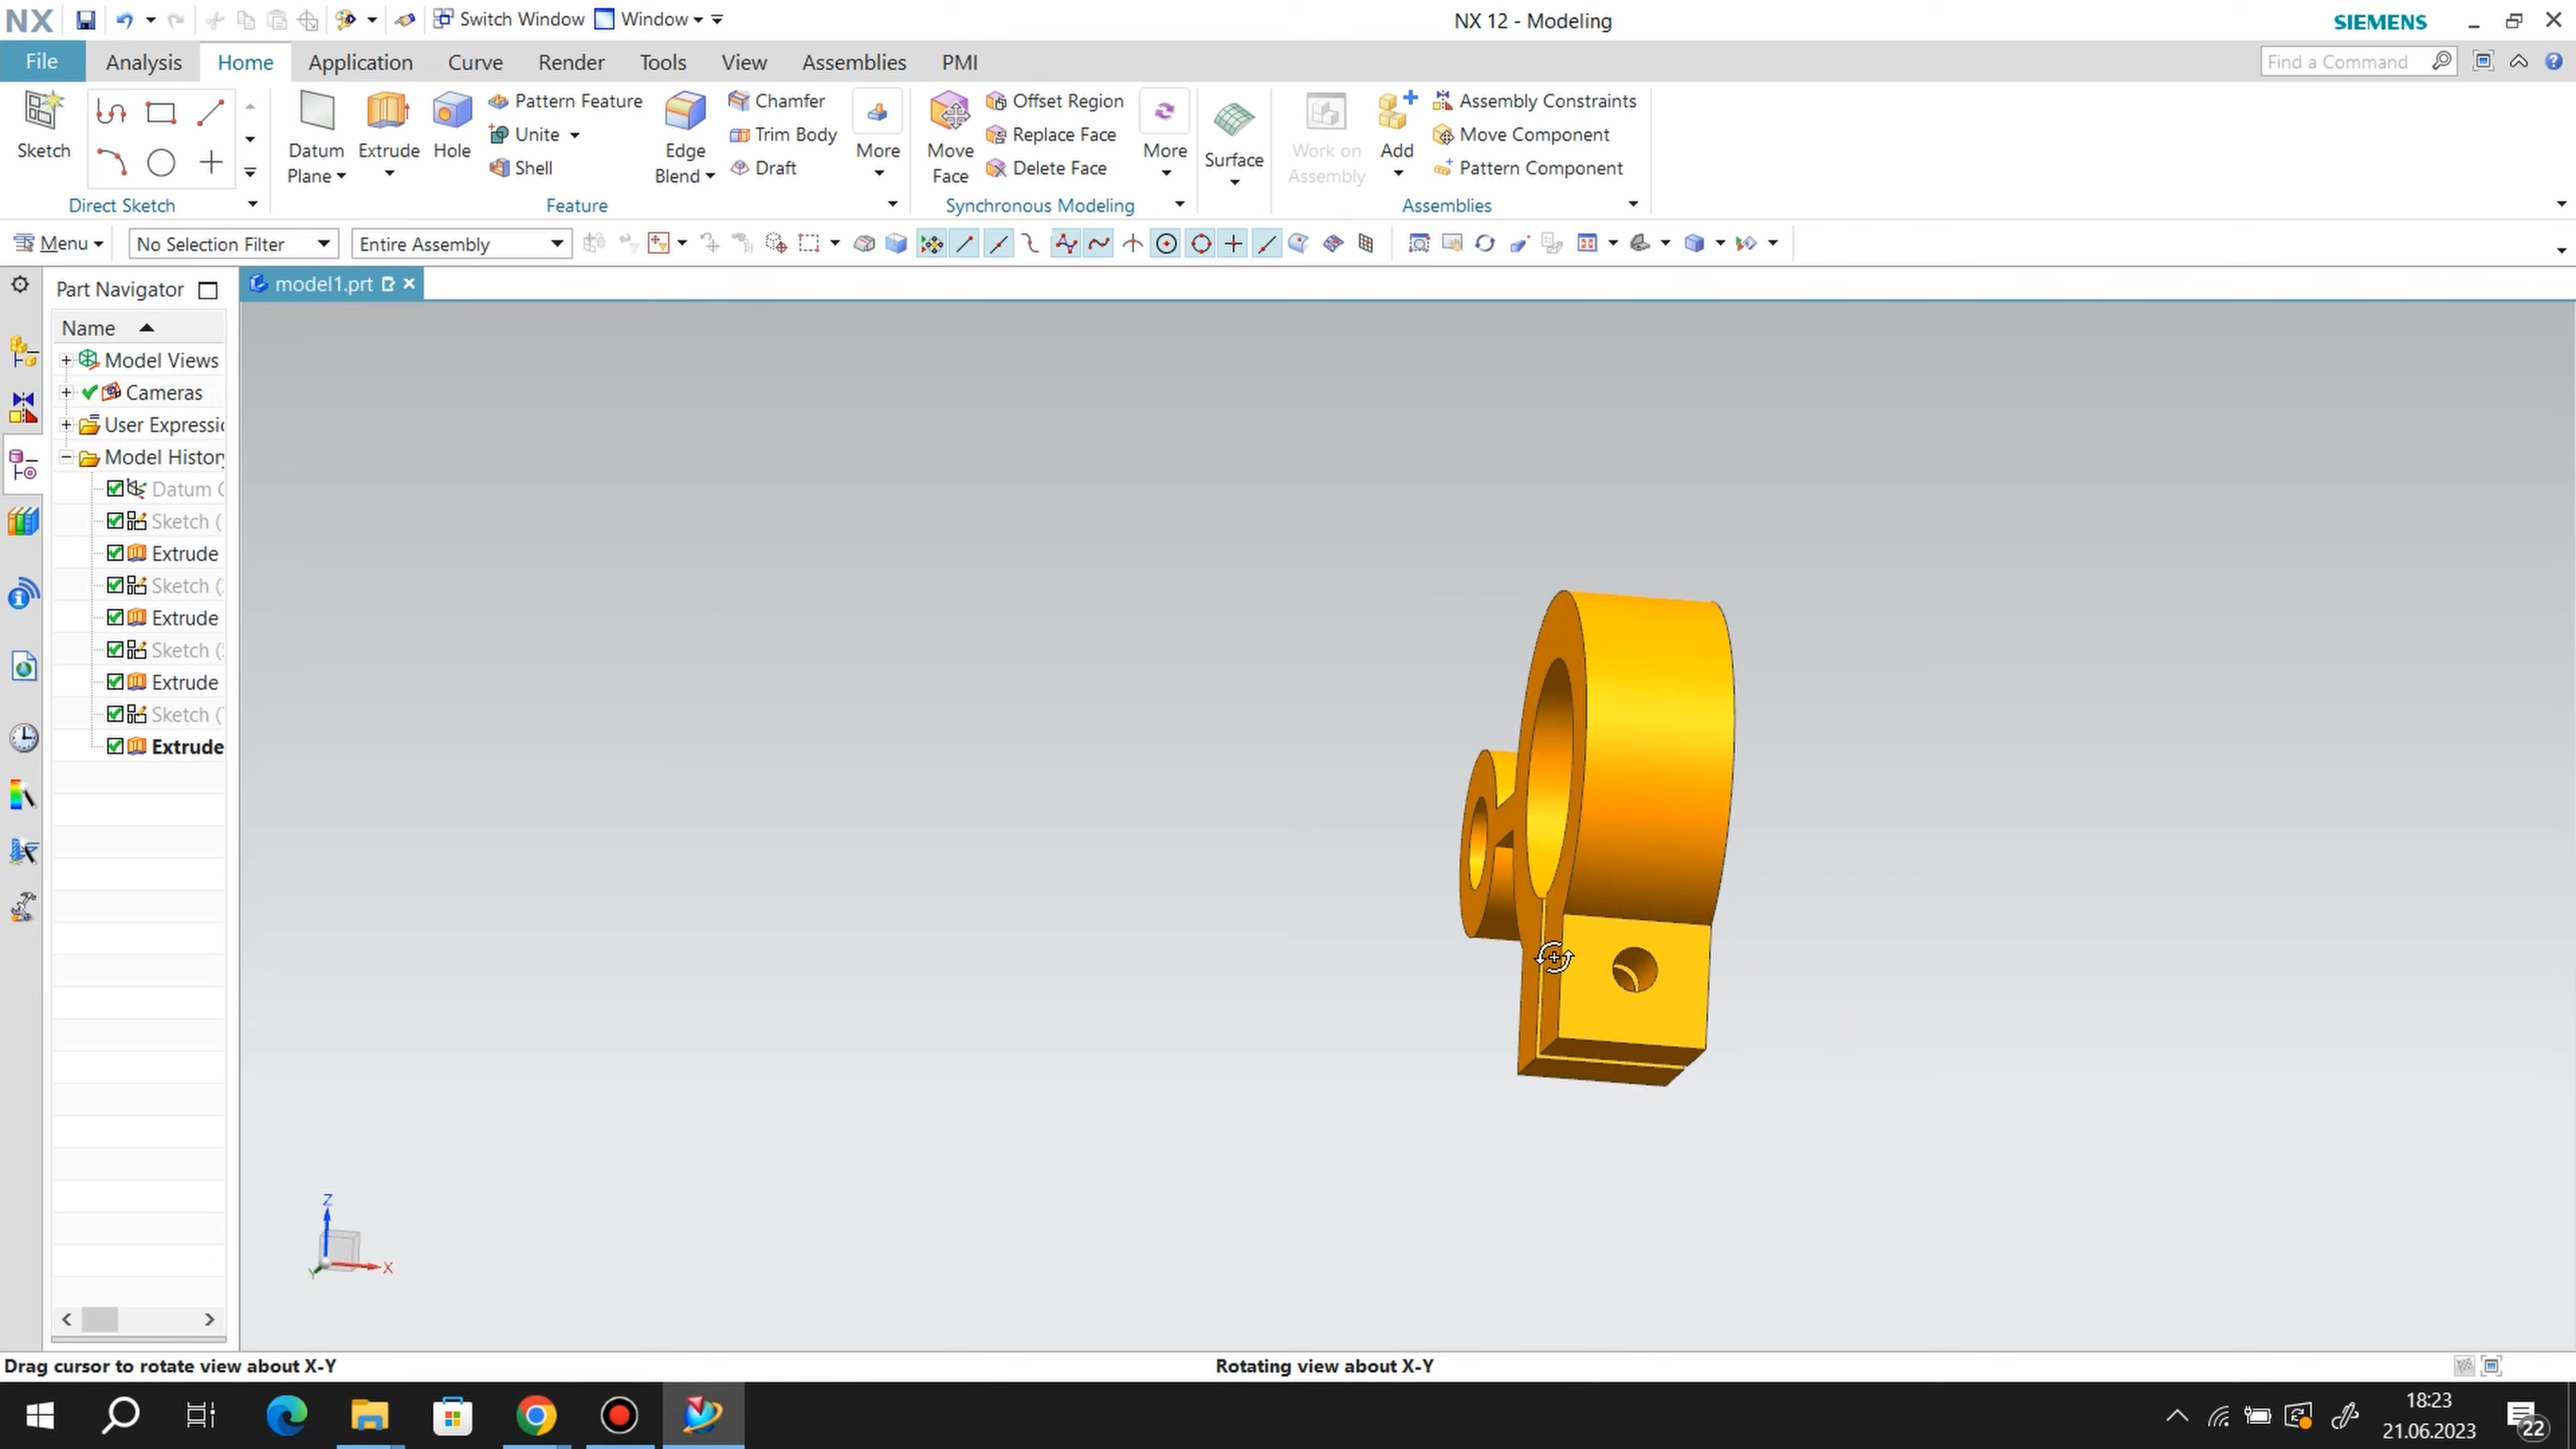 NX Switch Window Window NX 12 - Modeling SIEMENS
File Analysis Home Application Curve Render Tools View Assemblies PMI Find a Command
Sketch
Direct Sketch
Datum Plane
Extrude
Hole
Pattern Feature
Unite
Shell
Edge Blend
Chamfer
Trim Body
Draft
More
Feature
Move Face
Offset Region
Replace Face
Delete Face
More
Synchronous Modeling
Surface
Work on Assembly
Add
Assembly Constraints
Move Component
Pattern Component
Assemblies
Menu No Selection Filter Entire Assembly
Part Navigator
model1.prt
Name
Model Views
Cameras
User Expressi
Model Histor
Datum C
Sketch (
Extrude
Sketch (
Extrude
Sketch (
Extrude
Sketch (
Extrude
Z
Y
X
Drag cursor to rotate view about X-Y Rotating view about X-Y
18:23
21.06.2023
22